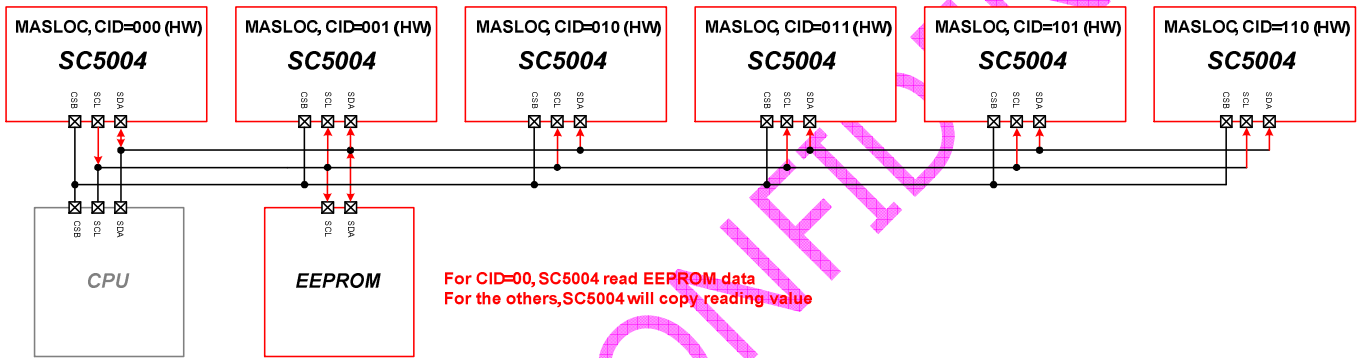 MASLOC, CID=000 (HW)
SC5004
CSB
SCL
SDA
MASLOC, CID=001 (HW)
SC5004
CSB
SCL
SDA
MASLOC, CID=010 (HW)
SC5004
CSB
SCL
SDA
MASLOC, CID=011 (HW)
SC5004
CSB
SCL
SDA
MASLOC, CID=101 (HW)
SC5004
CSB
SCL
SDA
MASLOC, CID=110 (HW)
SC5004
CSB
SCL
SDA
CSB
SCL
SDA
CPU
SCL
SDA
EEPROM
For CID=00, SC5004 read EEPROM data
For the others, SC5004 will copy reading value
ONFID